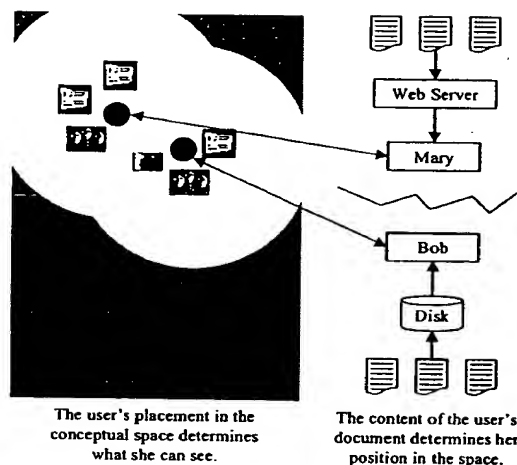 Web Server
Mary
Bob
Disk
The user's placement in the
conceptual space determines
what she can see.
The content of the user's
document determines her
position in the space.